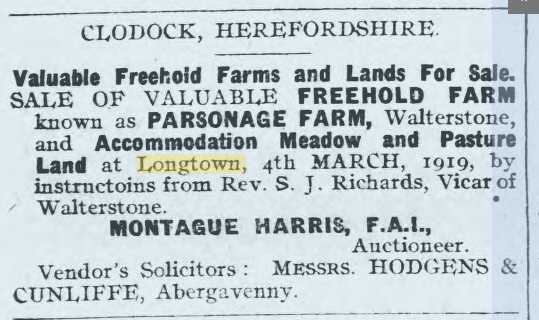 CLODOCK, HEREFORDSHIRE.
Valuable Freehold Farms and Lands For Sale.
SALE OF VALUABLE FREEHOLD FARM
known as PARSONAGE FARM, Walterstone,
and Accommodation Meadow and Pasture
Land at Longtown, 4th MARCH, 1919, by
instructoins from Rev. S. J. Richards, Vicar of
Walterstone.
MONTAGUE HARRIS, F.A.I.,
Auctioneer.
Vendor's Solicitors : MESSRS. HODGENS &
CUNLIFFE, Abergavenny.